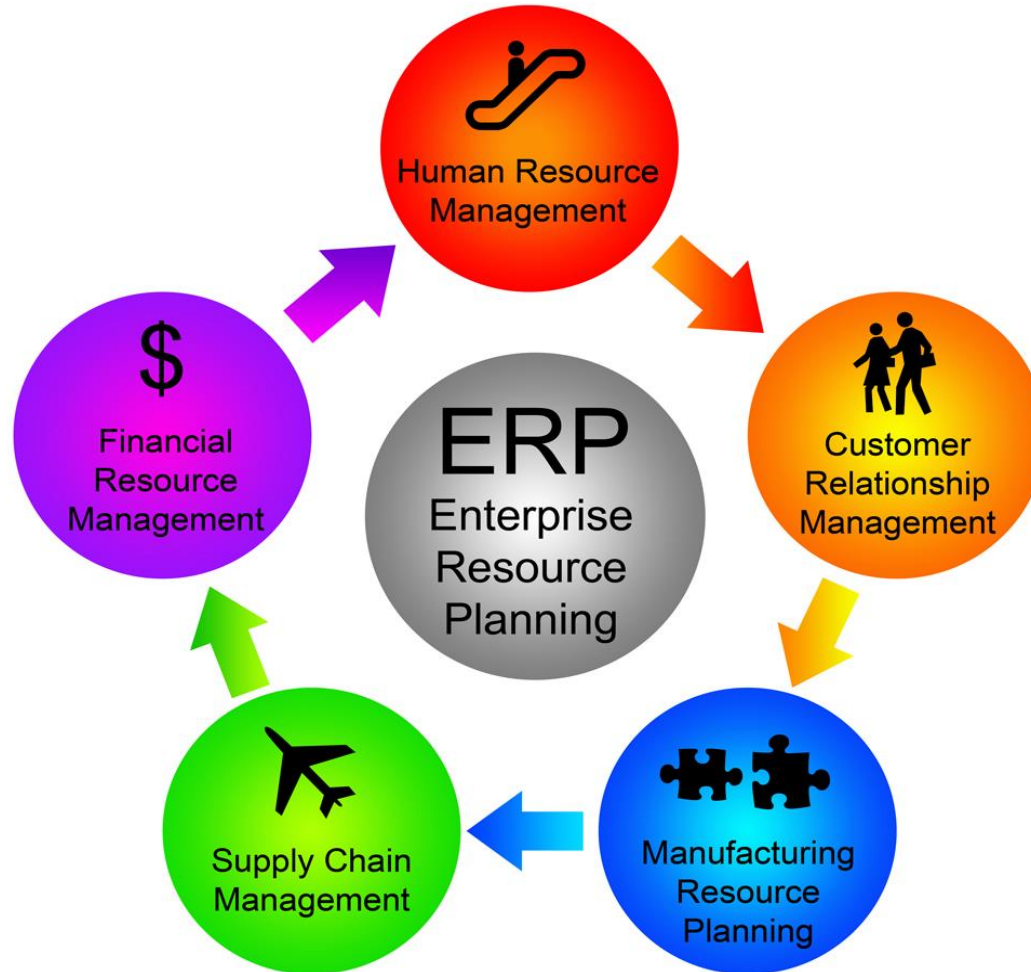 Human Resource
Management
$
Financial
Resource
Management
ERP
Enterprise
Resource
Planning
Customer
Relationship
Management
Supply Chain
Management
Manufacturing
Resource
Planning